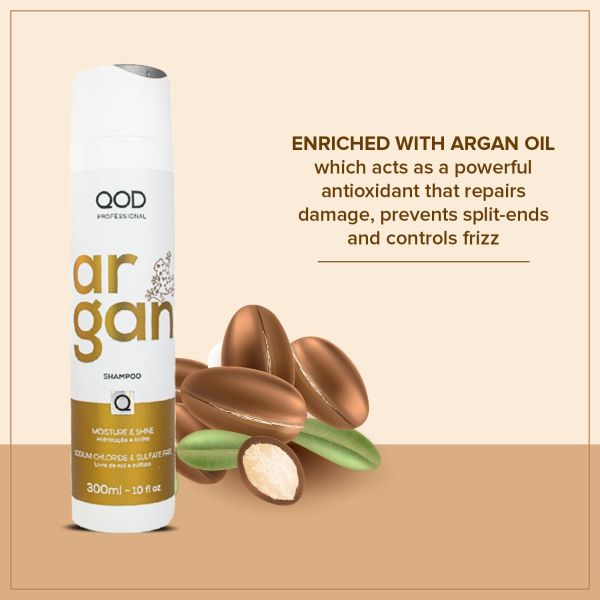 QOD
PROFESSIONAL
ar
gan
SHAMPOO
Q
MOISTURE & SHINE
Hidratação e brilho
SODIUM CHLORIDE & SULFATE FREE
Livre de sal e sulfato
300ml - 10 fl oz
ENRICHED WITH ARGAN OIL
which acts as a powerful
antioxidant that repairs
damage, prevents split-ends
and controls frizz